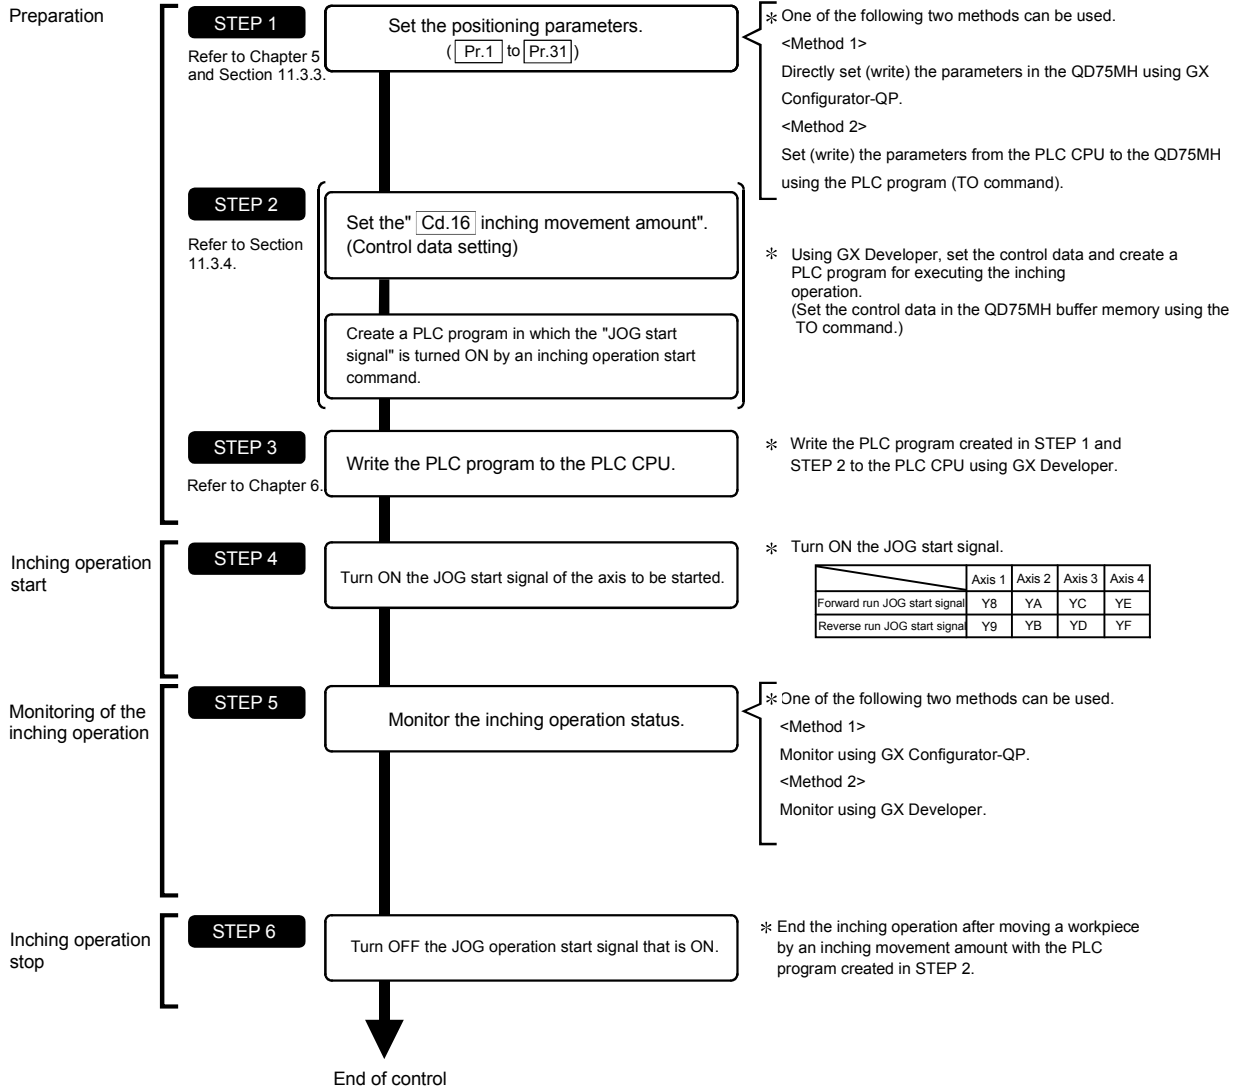 Preparation
STEP 1
Refer to Chapter 5
and Section 11.3.3.
Set the positioning parameters.
( Pr.1 to Pr.31 )
* One of the following two methods can be used.
<Method 1>
Directly set (write) the parameters in the QD75MH using GX
Configurator-QP.
<Method 2>
Set (write) the parameters from the PLC CPU to the QD75MH
using the PLC program (TO command).
STEP 2
Refer to Section
11.3.4.
Set the" Cd.16 inching movement amount".
(Control data setting)
Create a PLC program in which the "JOG start
signal" is turned ON by an inching operation start
command.
* Using GX Developer, set the control data and create a
PLC program for executing the inching
operation.
(Set the control data in the QD75MH buffer memory using the
TO command.)
STEP 3
Refer to Chapter 6.
Write the PLC program to the PLC CPU.
* Write the PLC program created in STEP 1 and
STEP 2 to the PLC CPU using GX Developer.
Inching operation
start
STEP 4
Turn ON the JOG start signal of the axis to be started.
* Turn ON the JOG start signal.
Axis 1 Axis 2 Axis 3 Axis 4
Forward run JOG start signal Y8 YA YC YE
Reverse run JOG start signal Y9 YB YD YF
Monitoring of the
inching operation
STEP 5
Monitor the inching operation status.
* One of the following two methods can be used.
<Method 1>
Monitor using GX Configurator-QP.
<Method 2>
Monitor using GX Developer.
Inching operation
stop
STEP 6
Turn OFF the JOG operation start signal that is ON.
* End the inching operation after moving a workpiece
by an inching movement amount with the PLC
program created in STEP 2.
End of control